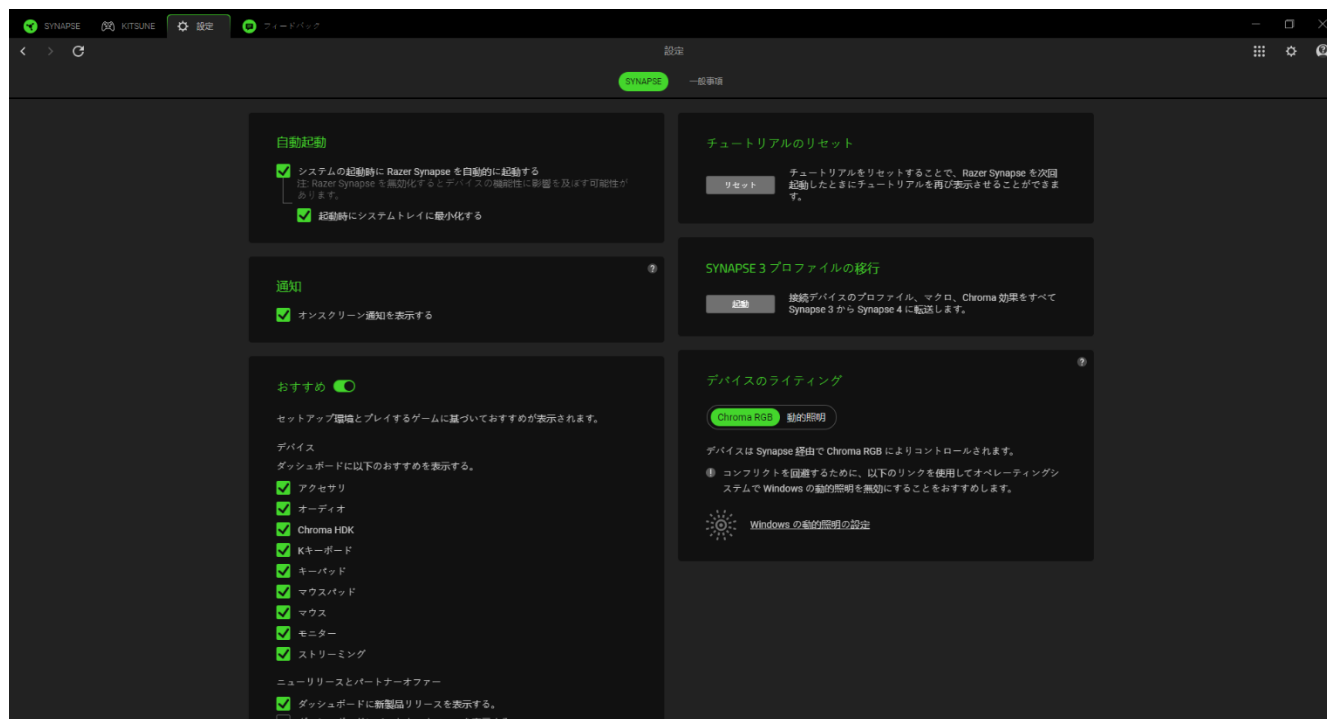 SYNAPSE
KITSUNE
設定
フィードバック
設定
SYNAPSE
一般事項
自動起動
システムの起動時に Razer Synapse を自動的に起動する
注: Razer Synapse を無効化するとデバイスの機能性に影響を及ぼす可能性が
あります。
起動時にシステムトレイに最小化する
通知
オンスクリーン通知を表示する
おすすめ
セットアップ環境とプレイするゲームに基づいておすすめが表示されます。
デバイス
ダッシュボードに以下のおすすめを表示する。
アクセサリ
オーディオ
Chroma HDK
Kキーボード
キーパッド
マウスパッド
マウス
モニター
ストリーミング
ニューリリースとパートナーオファー
ダッシュボードに新製品リリースを表示する。
チュートリアルのリセット
リセット
チュートリアルをリセットすることで、Razer Synapse を次回
起動したときにチュートリアルを再び表示させることができま
す。
SYNAPSE 3 プロファイルの移行
起動
接続デバイスのプロファイル、マクロ、Chroma 効果をすべて
Synapse 3 から Synapse 4 に転送します。
デバイスのライティング
Chroma RGB
動的照明
デバイスは Synapse 経由で Chroma RGB によりコントロールされます。
コンフリクトを回避するために、以下のリンクを使用してオペレーティングシ
ステムで Windows の動的照明を無効にすることをおすすめします。
Windows の動的照明の設定